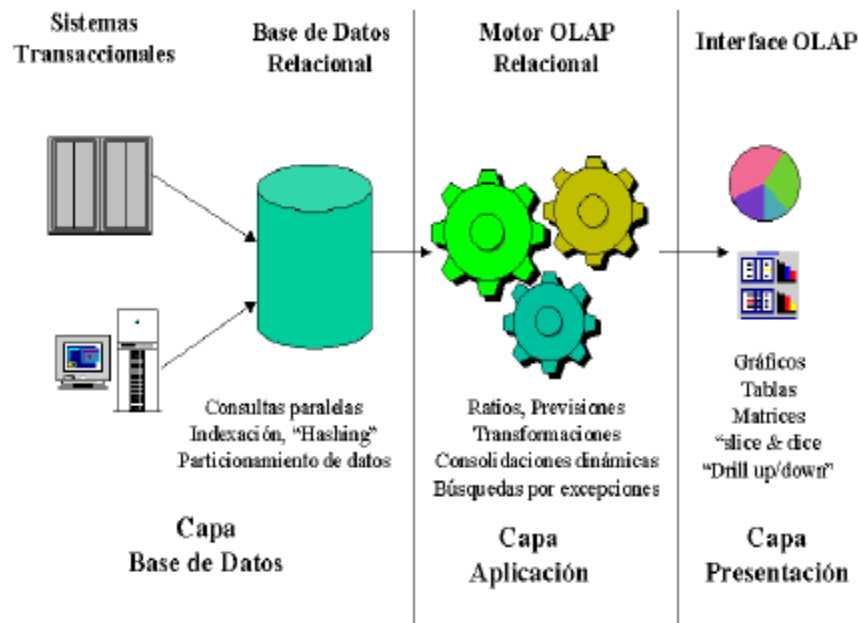 Sistemas
Transaccionales
Base de Datos
Relacional
Motor OLAP
Relacional
Interface OLAP
Consultas paralelas
Indexación, “Hashing”
Particionamiento de datos
Ratios, Previsiones
Transformaciones
Consolidaciones dinámicas
Búsquedas por excepciones
Gráficos
Tablas
Matrices
“slice & dice
“Drill up/down”
Capa
Base de Datos
Capa
Aplicación
Capa
Presentación